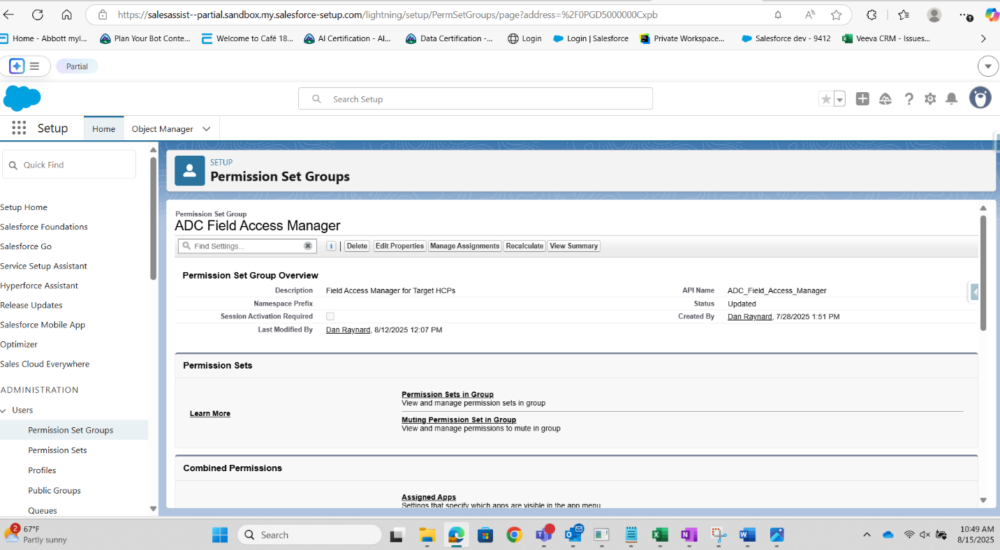 https://salesassist--partial.sandbox.my.salesforce-setup.com/lightning/setup/PermSetGroups/page?address=%2F0PGD5000000Cxpb
Home - Abbott myl... Plan Your Bot Conte... Welcome to Café 18... AI Certification - AI... Data Certification -... Login Login | Salesforce Private Workspace... Salesforce dev - 9412 Veeva CRM - Issues...
Partial
Search Setup
Setup Home Object Manager
Quick Find
Setup Home
Salesforce Foundations
Salesforce Go
Service Setup Assistant
Hyperforce Assistant
Release Updates
Salesforce Mobile App
Optimizer
Sales Cloud Everywhere
ADMINISTRATION
Users
Permission Set Groups
Permission Sets
Profiles
Public Groups
Queues
SETUP
Permission Set Groups
Permission Set Group
ADC Field Access Manager
Find Settings... i | Delete Edit Properties Manage Assignments Recalculate View Summary
Permission Set Group Overview
Description Field Access Manager for Target HCPs API Name ADC_Field_Access_Manager
Namespace Prefix Status Updated
Session Activation Required Created By Dan Raynard, 7/28/2025 1:51 PM
Last Modified By Dan Raynard, 8/12/2025 12:07 PM
Permission Sets
Learn More
Permission Sets in Group
View and manage permission sets in group
Muting Permission Set in Group
View and manage permissions to mute in group
Combined Permissions
Assigned Apps
Settings that specify which apps are visible in the app menu
2 67°F
Partly sunny
Search
10:49 AM
8/15/2025